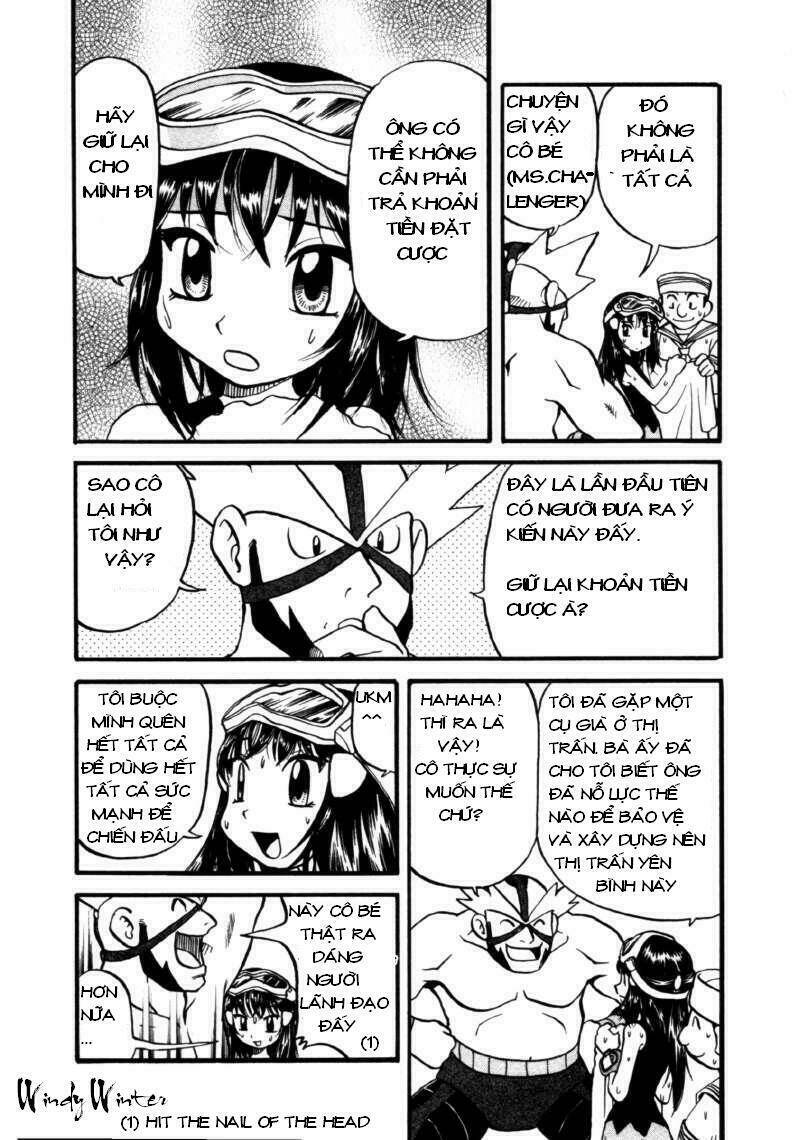 ĐÓ
KHÔNG
PHẢI LÀ
TẤT CẢ
CHUYỆN
GÌ VẬY
CÔ BÉ
(MS.CHA-
LENGER)
ÔNG CÓ
THỂ KHÔNG
CẦN PHẢI
TRẢ KHOẢN
TIỀN ĐẶT
CƯỢC
HÃY
GIỮ LẠI
CHO
MÌNH ĐI
ĐÂY LÀ LẦN ĐẦU TIÊN
CÓ NGƯỜI ĐƯA RA Ý
KIẾN NÀY ĐẤY.
GIỮ LẠI KHOẢN TIỀN
CƯỢC À?
SAO CÔ
LẠI HỎI
TÔI NHƯ
VẬY?
TÔI ĐÃ GẶP MỘT
CỤ GIÀ Ở THỊ
TRẤN. BÀ ẤY ĐÃ
CHO TÔI BIẾT ÔNG
ĐÃ NỖ LỰC THẾ
NÀO ĐỂ BẢO VỆ
VÀ XÂY DỰNG NÊN
THỊ TRẤN YÊN
BÌNH NÀY
HAHAHA!
THÌ RA LÀ
VẬY!
CÔ THỰC SỰ
MUỐN THẾ
CHỨ?
UKM
^^
TÔI BUỘC
MÌNH QUÊN
HẾT TẤT CẢ
ĐỂ DÙNG HẾT
TẤT CẢ SỨC
MẠNH ĐỂ
CHIẾN ĐẤU
NÀY CÔ BÉ
THẬT RA
DÁNG
NGƯỜI
LÃNH ĐẠO
ĐẤY
(1)
HƠN
NỮA
...
Windy Winter
(1) HIT THE NAIL OF THE HEAD